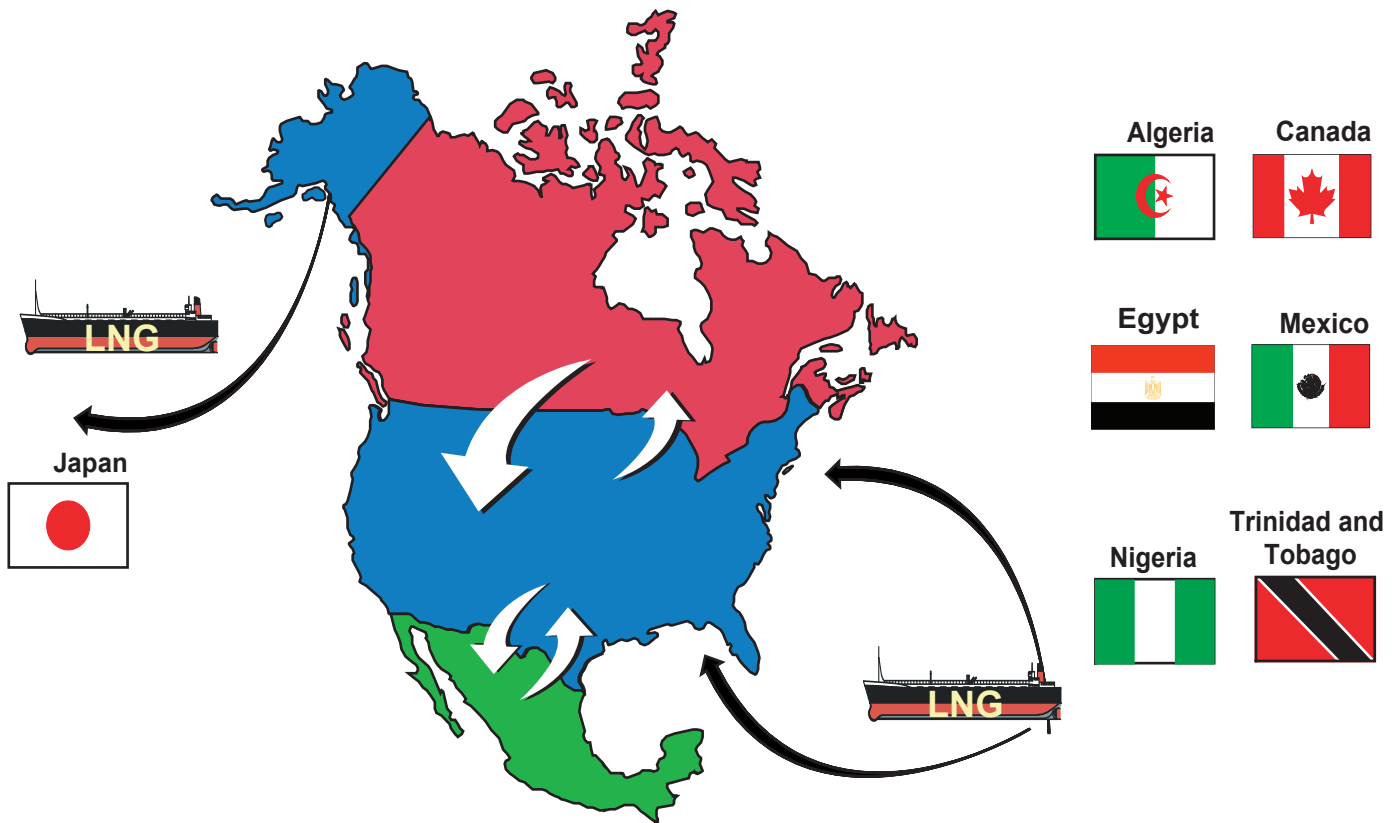 Algeria
Canada
LNG
Egypt
Mexico
Japan
Nigeria
Trinidad and
Tobago
LNG